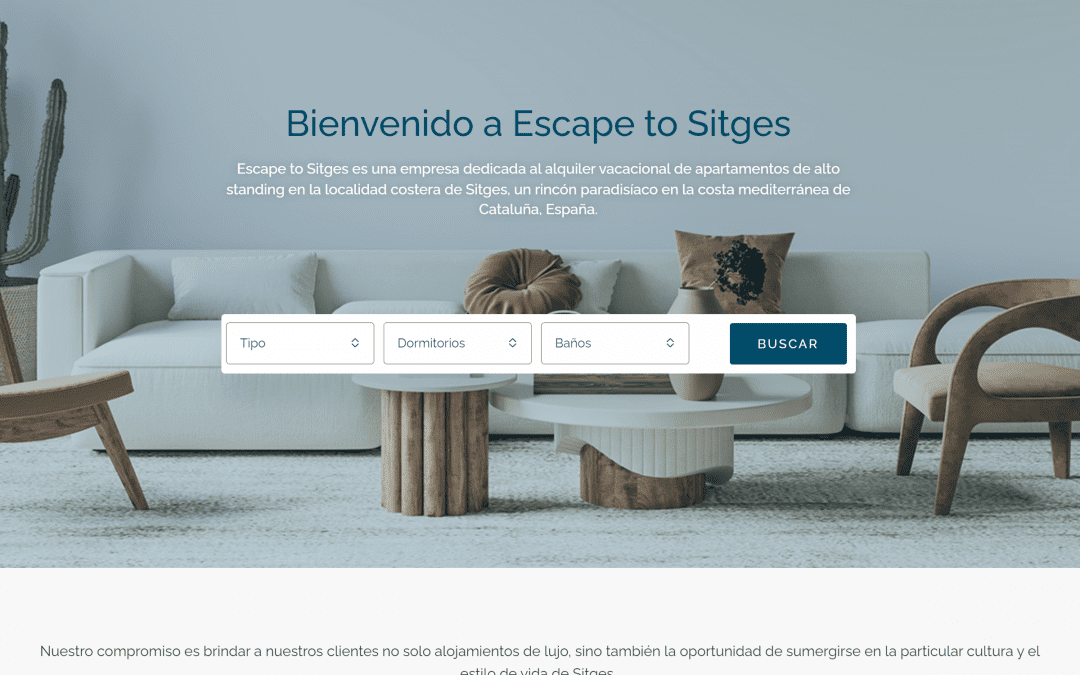 Bienvenido a Escape to Sitges
Escape to Sitges es una empresa dedicada al alquiler vacacional de apartamentos de alto
standing en la localidad costera de Sitges, un rincón paradisíaco en la costa mediterránea de
Cataluña, España.
Tipo
Dormitorios
Baños
BUSCAR
Nuestro compromiso es brindar a nuestros clientes no solo alojamientos de lujo, sino también la oportunidad de sumergirse en la particular cultura y el
estilo de vida de Sitges.